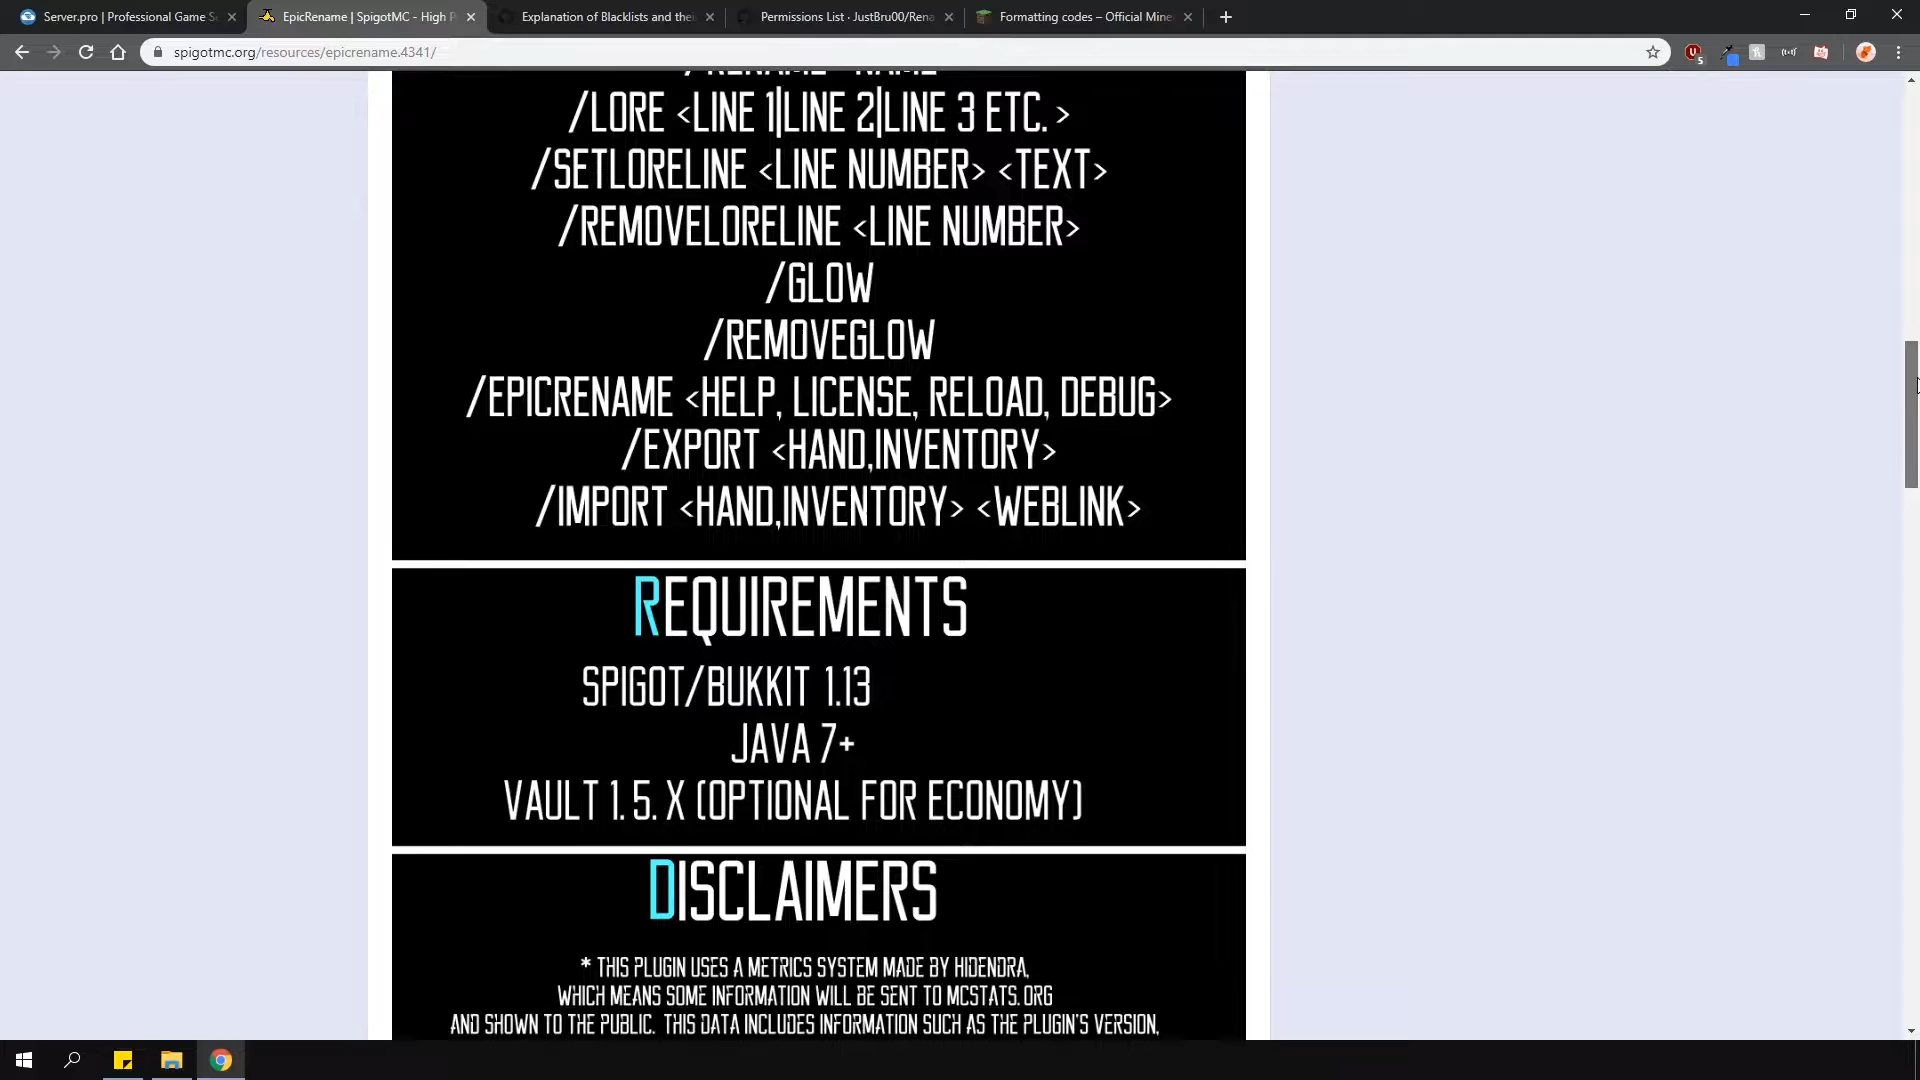 Server.pro | Professional Game Se
EpicRename | SpigotMC - High P
Explanation of Blacklists and thei
Permissions List · JustBru00/Rena
Formatting codes – Official Mine
spigotmc.org/resources/epicrename.4341/
5
/LORE <LINE 1|LINE 2|LINE 3 ETC. >
/SETLORELINE <LINE NUMBER> <TEXT>
/REMOVELORELINE <LINE NUMBER>
/GLOW
/REMOVEGLOW
/EPICRENAME <HELP, LICENSE, RELOAD, DEBUG>
/EXPORT <HAND,INVENTORY>
/IMPORT <HAND,INVENTORY> <WEBLINK>
REQUIREMENTS
SPIGOT/BUKKIT 1.13
JAVA 7+
VAULT 1. 5. X (OPTIONAL FOR ECONOMY)
DISCLAIMERS
* THIS PLUGIN USES A METRICS SYSTEM MADE BY HIDENDRA,
WHICH MEANS SOME INFORMATION WILL BE SENT TO MCSTATS.ORG
AND SHOWN TO THE PUBLIC. THIS DATA INCLUDES INFORMATION SUCH AS THE PLUGIN'S VERSION,